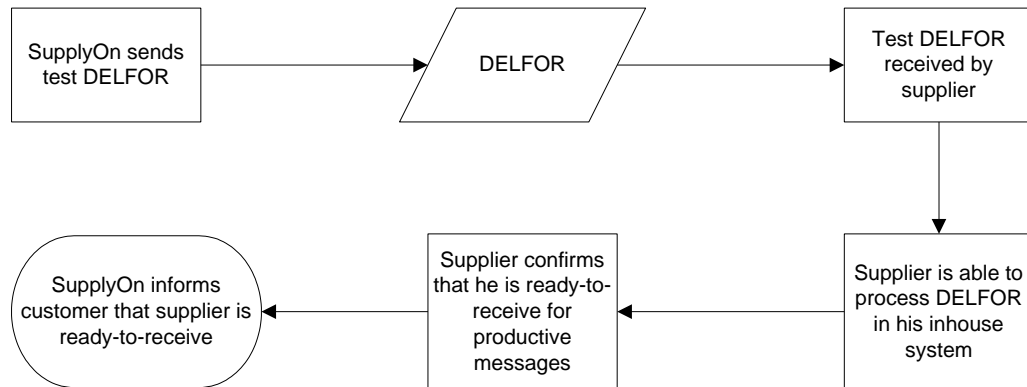 SupplyOn sends
test DELFOR
DELFOR
Test DELFOR
received by
supplier
Supplier is able to
process DELFOR
in his inhouse
system
Supplier confirms
that he is ready-to-
receive for
productive
messages
SupplyOn informs
customer that supplier is
ready-to-receive